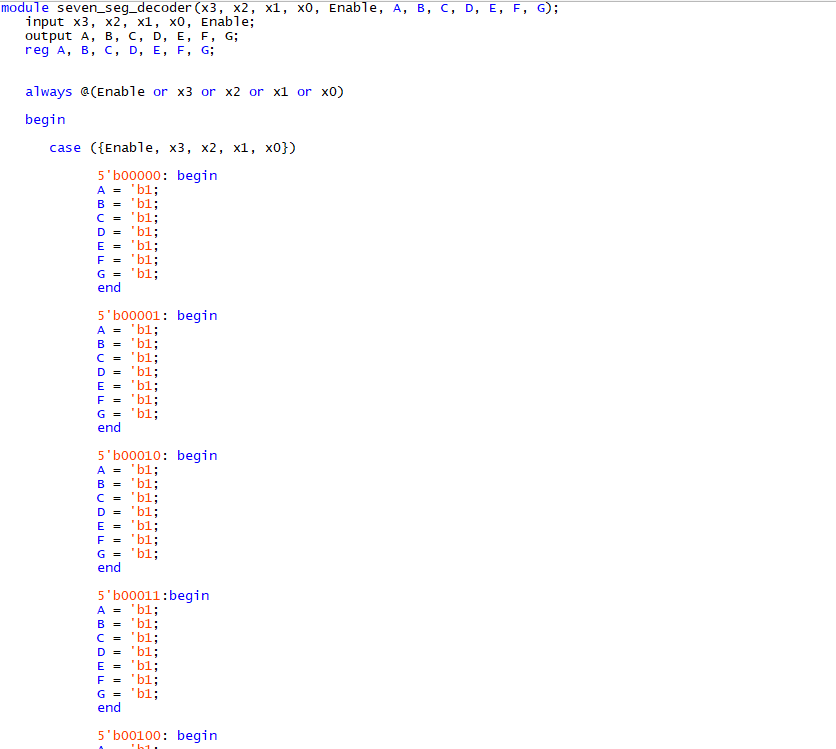 module seven_seg_decoder(x3, x2, x1, x0, Enable, A, B, C, D, E, F, G);
input x3, x2, x1, x0, Enable;
output A, B, C, D, E, F, G;
reg A, B, C, D, E, F, G;
always @(Enable or x3 or x2 or x1 or x0)
begin
case ({Enable, x3, x2, x1, x0})
5'b00000: begin
A = 'b1;
B = 'b1;
C = 'b1;
D = 'b1;
E = 'b1;
F = 'b1;
G = 'b1;
end
5'b00001: begin
A = 'b1;
B = 'b1;
C = 'b1;
D = 'b1;
E = 'b1;
F = 'b1;
G = 'b1;
end
5'b00010: begin
A = 'b1;
B = 'b1;
C = 'b1;
D = 'b1;
E = 'b1;
F = 'b1;
G = 'b1;
end
5'b00011:begin
A = 'b1;
B = 'b1;
C = 'b1;
D = 'b1;
E = 'b1;
F = 'b1;
G = 'b1;
end
5'b00100: begin
A = 'b1;